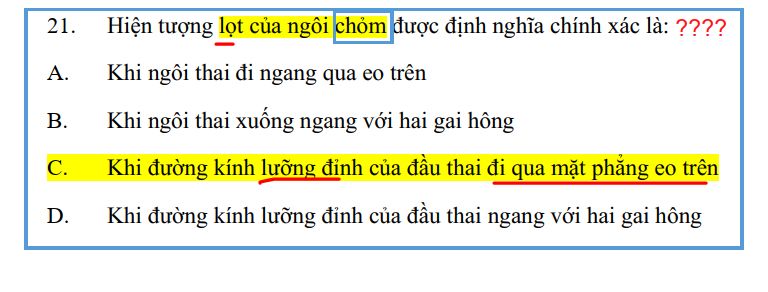 21. Hiện tượng lọt của ngôi chỏm được định nghĩa chính xác là: ????
A. Khi ngôi thai đi ngang qua eo trên
B. Khi ngôi thai xuống ngang với hai gai hông
C. Khi đường kính lưỡng đỉnh của đầu thai đi qua mặt phẳng eo trên
D. Khi đường kính lưỡng đỉnh của đầu thai ngang với hai gai hông